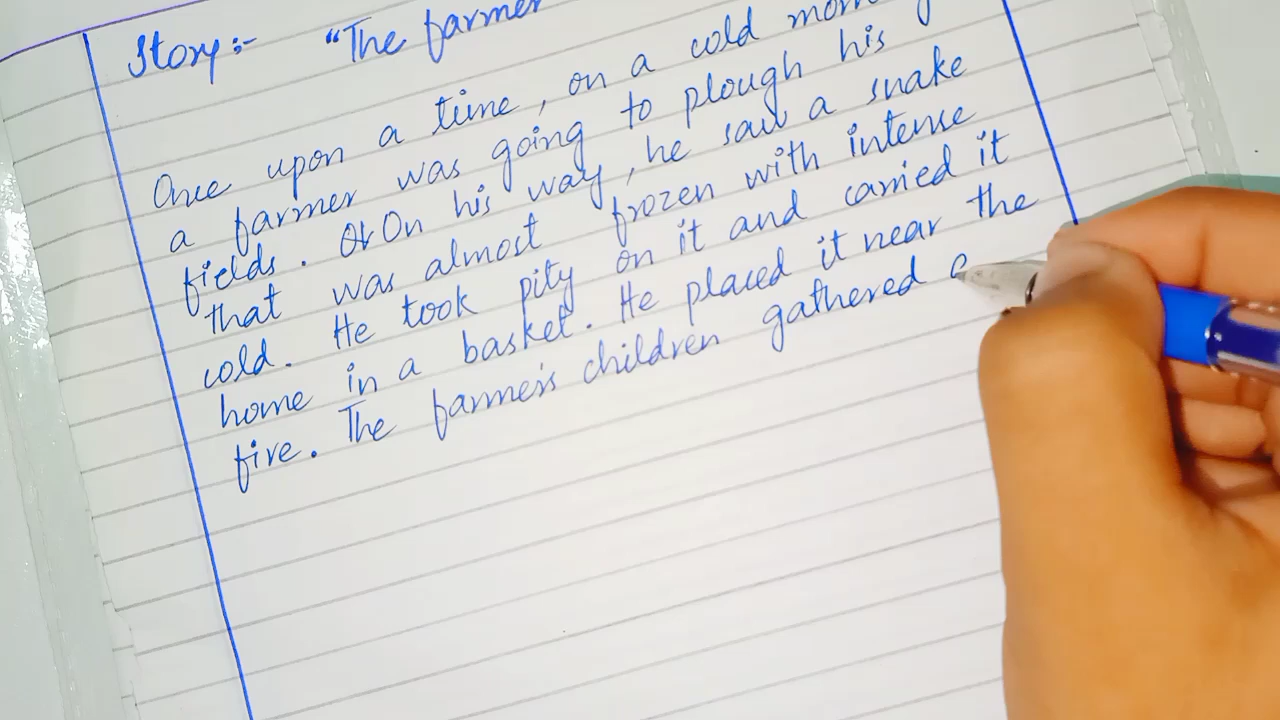 Story:- "The farmer
Once upon a time, on a cold
a farmer was going to plough his
fields. On his way, he saw a snake
that was almost frozen with intense
cold. He took pity on it and carried it
home in a basket. He placed it near the
fire. The farmer's children gathered a